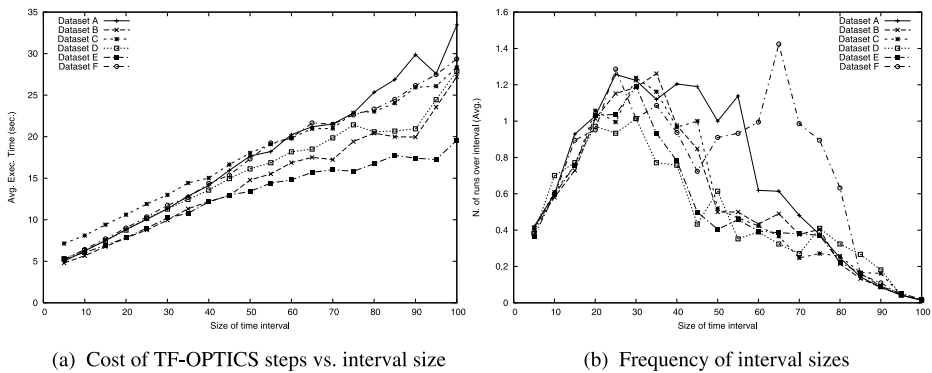 Dataset A
Dataset B
Dataset C
Dataset D
Dataset E
Dataset F
35
30
25
20
15
10
5
0
Avg. Exec. Time (sec.)
0 10 20 30 40 50 60 70 80 90 100
Size of time interval
(a) Cost of TF-OPTICS steps vs. interval size
Dataset A
Dataset B
Dataset C
Dataset D
Dataset E
Dataset F
1.6
1.4
1.2
1
0.8
0.6
0.4
0.2
0
N. of runs over interval (Avg.)
0 10 20 30 40 50 60 70 80 90 100
Size of time interval
(b) Frequency of interval sizes